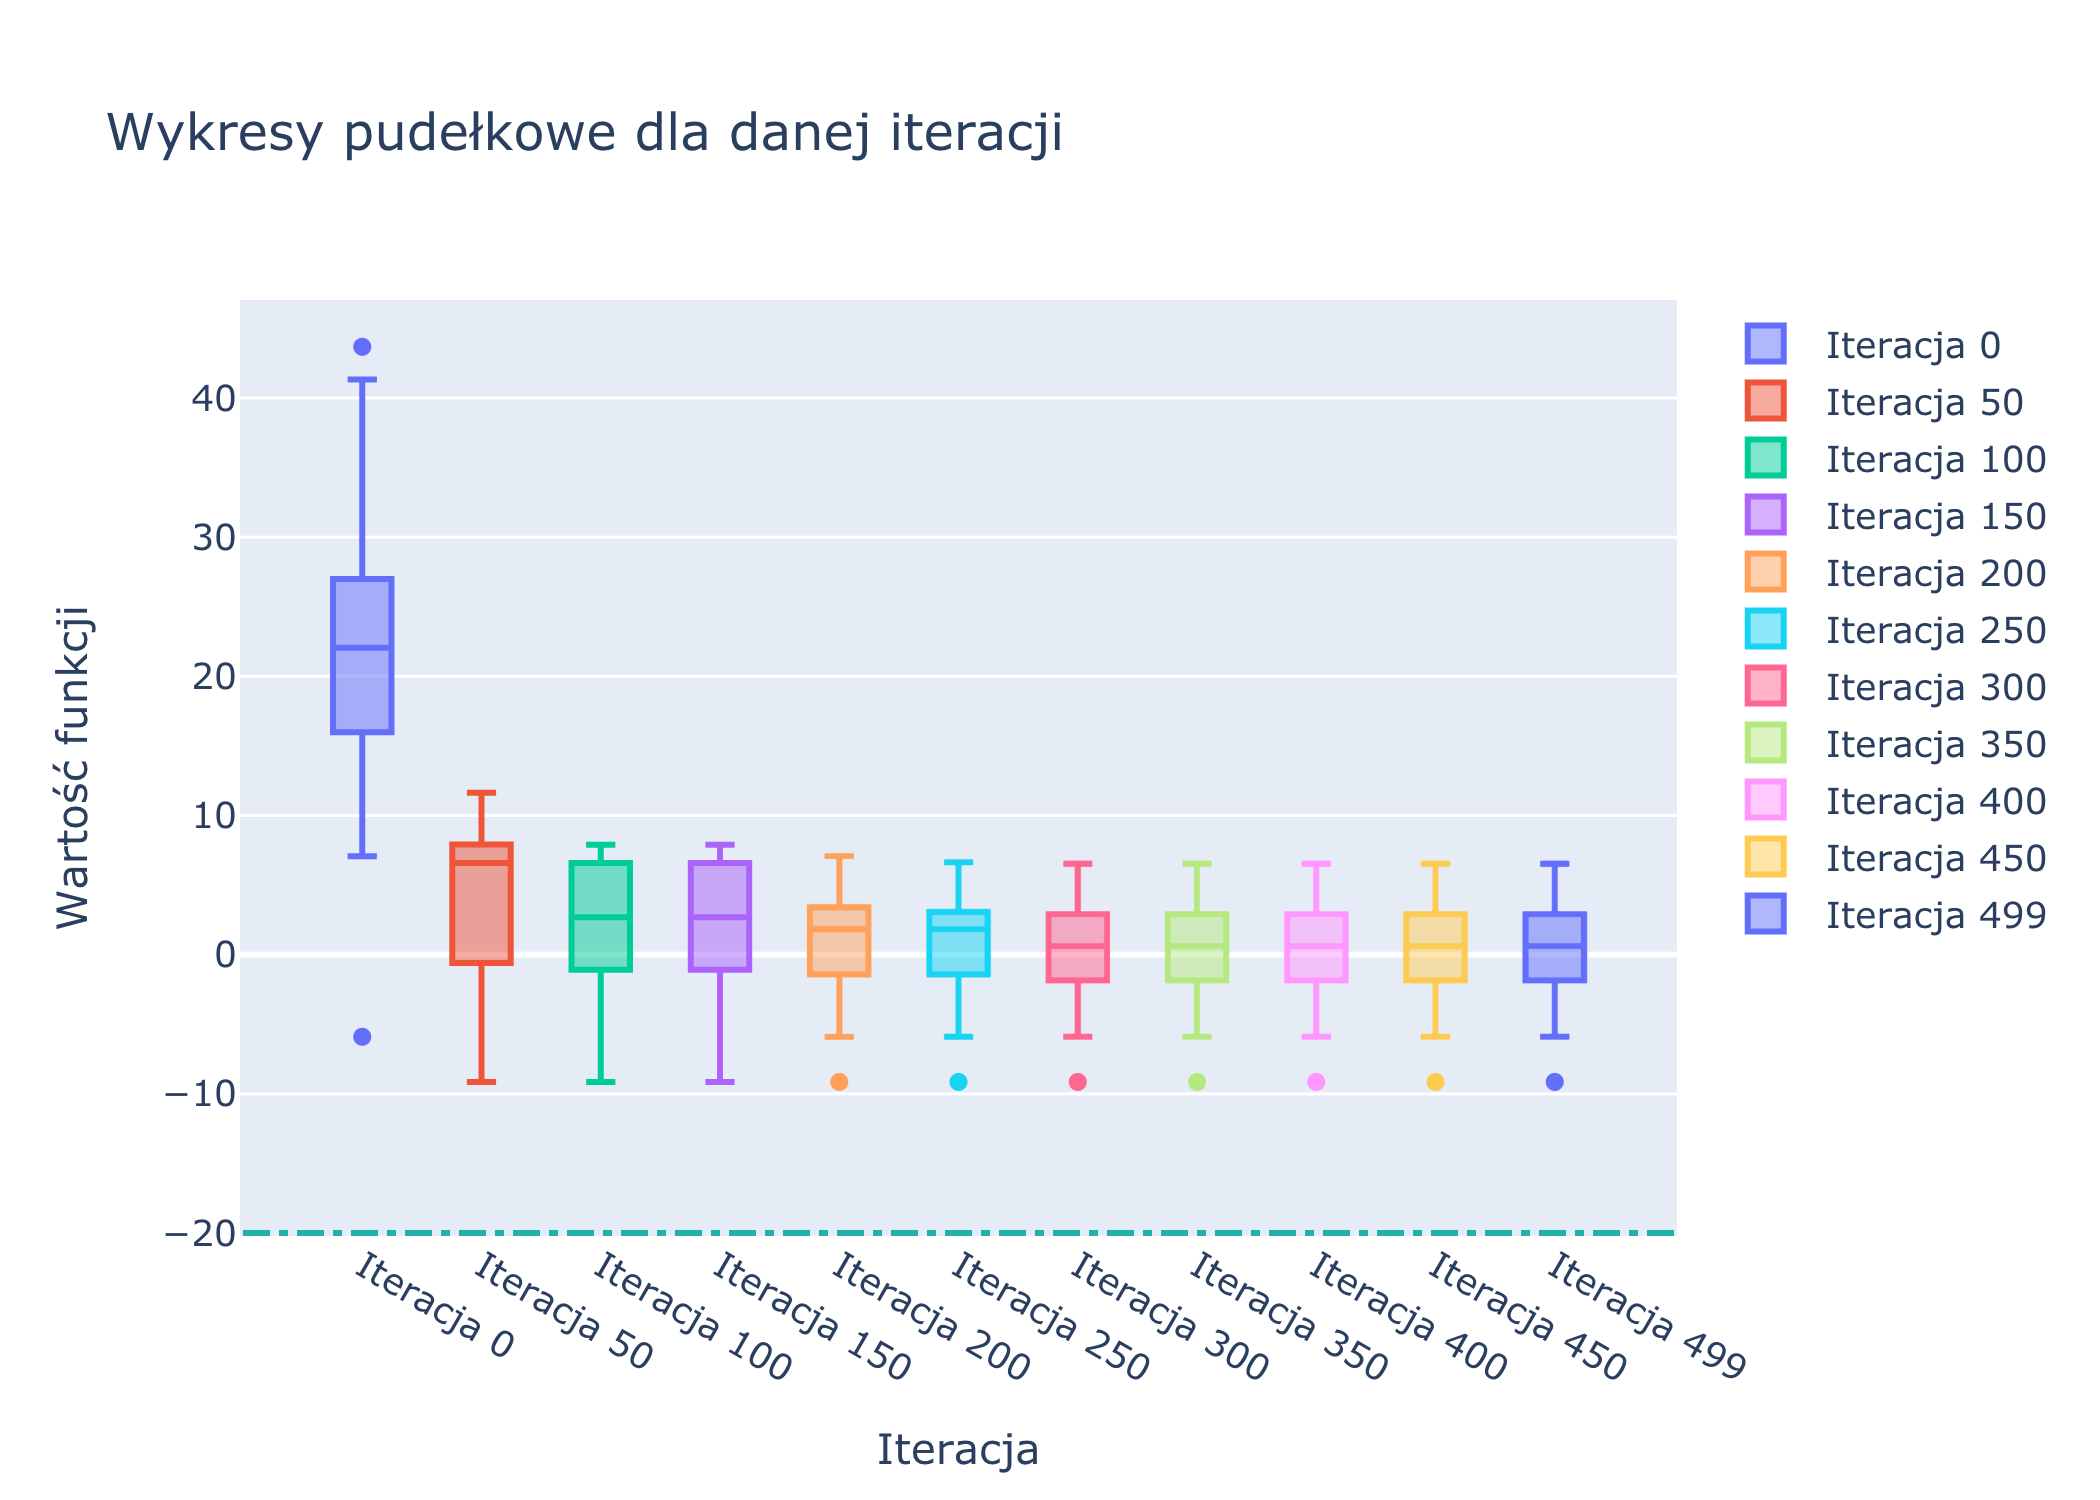 Wykresy pudełkowe dla danej iteracji
Wartość funkcji
40
30
20
10
0
−10
−20
Iteracja 0
Iteracja 50
Iteracja 100
Iteracja 150
Iteracja 200
Iteracja 250
Iteracja 300
Iteracja 350
Iteracja 400
Iteracja 450
Iteracja 499
Iteracja
Iteracja 0
Iteracja 50
Iteracja 100
Iteracja 150
Iteracja 200
Iteracja 250
Iteracja 300
Iteracja 350
Iteracja 400
Iteracja 450
Iteracja 499